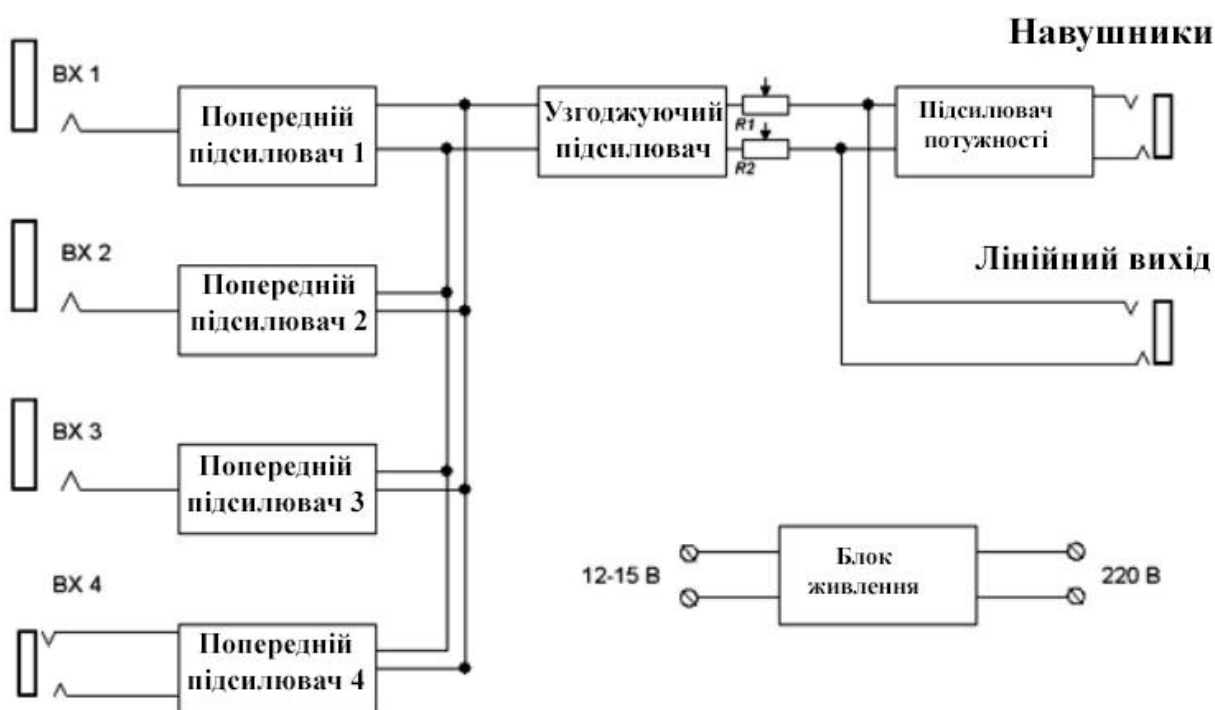 Навушники
ВХ 1
Попередній
підсилювач 1
Узгоджуючий
підсилювач
R1
R2
Підсилювач
потужності
ВХ 2
Попередній
підсилювач 2
Лінійний вихід
ВХ 3
Попередній
підсилювач 3
12-15 В
Блок
живлення
220 В
ВХ 4
Попередній
підсилювач 4